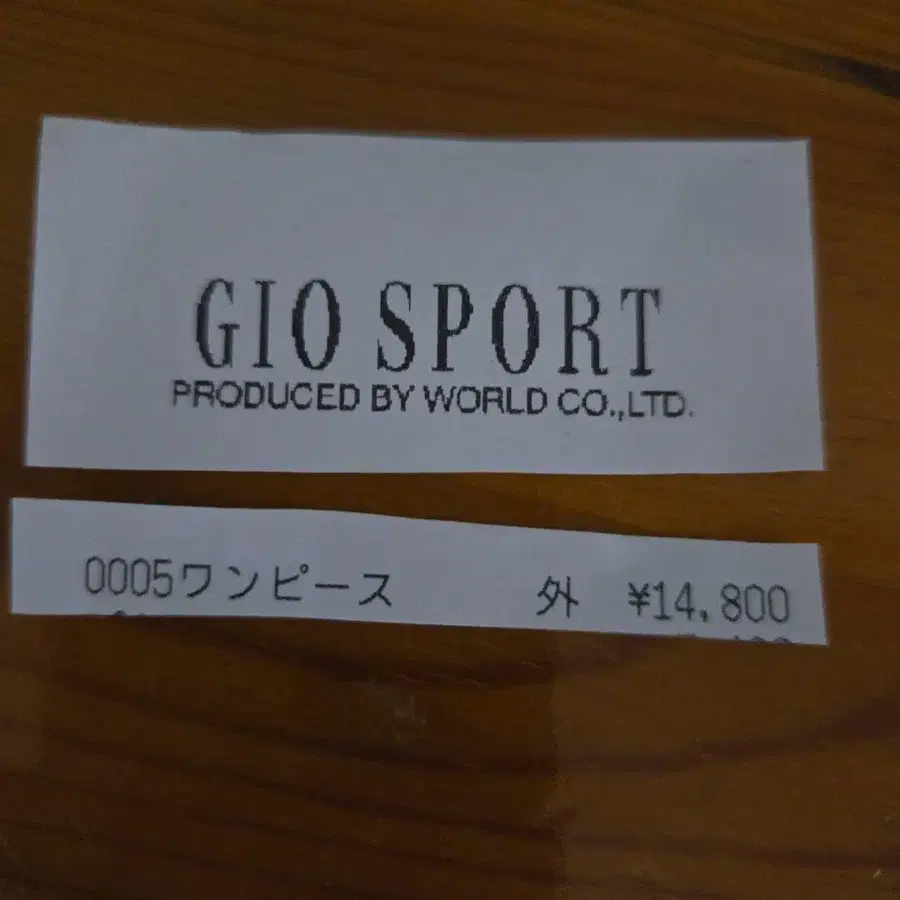 GIO SPORT
PRODUCED BY WORLD CO.,LTD.
0005ワンピース 外 ¥14,800